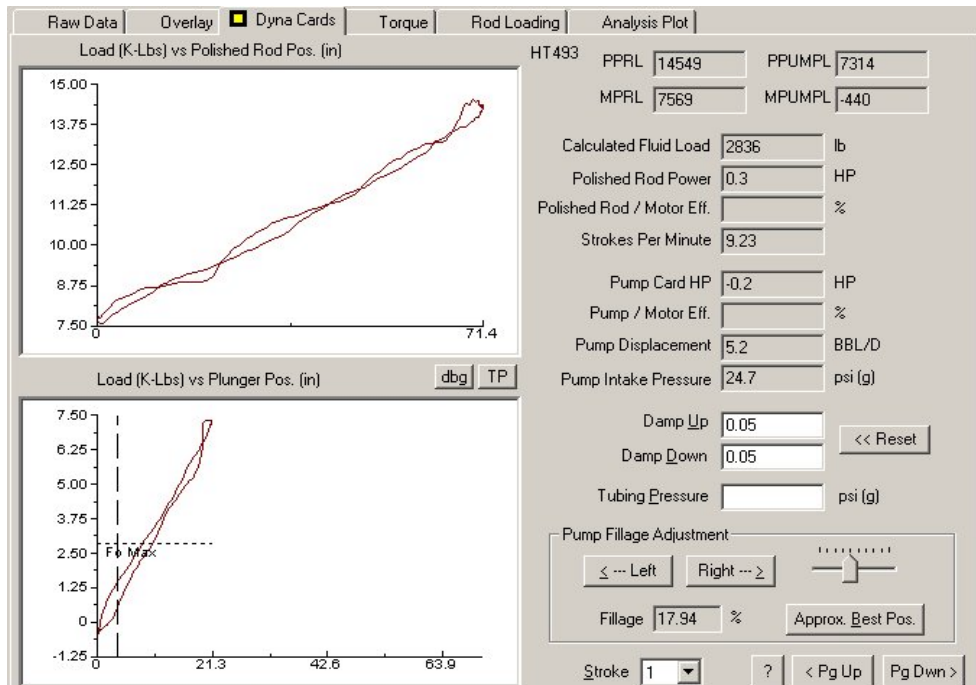 Raw Data Overlay Dyna Cards Torque Rod Loading Analysis Plot
Load (K-Lbs) vs Polished Rod Pos. (in)
15.00
13.75
12.50
11.25
10.00
8.75
7.50
0 71.4
Load (K-Lbs) vs Plunger Pos. (in) dbg TP
7.50
6.25
5.00
3.75
2.50
1.25
0
-1.25
Fo Max
0 21.3 42.6 63.9
HT493 PPRL 14549 PPUMPL 7314
MPRL 7569 MPUMPL -440
Calculated Fluid Load 2836 lb
Polished Rod Power 0.3 HP
Polished Rod / Motor Eff. %
Strokes Per Minute 9.23
Pump Card HP -0.2 HP
Pump / Motor Eff. %
Pump Displacement 5.2 BBL/D
Pump Intake Pressure 24.7 psi (g)
Damp Up 0.05
<< Reset
Damp Down 0.05
Tubing Pressure psi (g)
Pump Fillage Adjustment
< --- Left Right --- >
Fillage 17.94 % Approx. Best Pos.
Stroke 1 ? < Pg Up Pg Dwn >